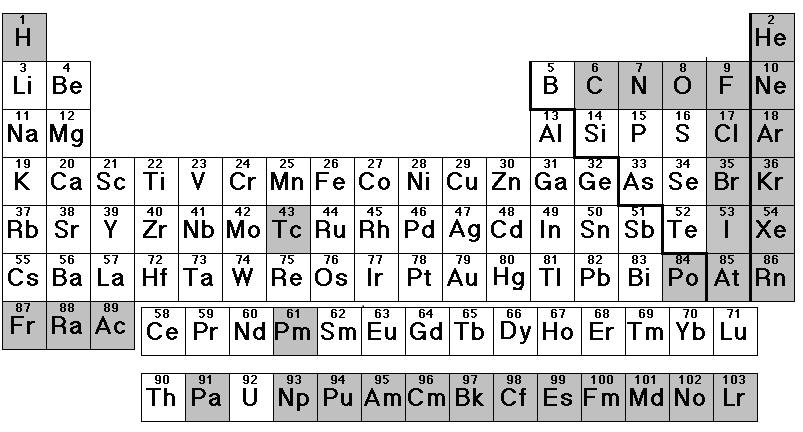 1 2
H He
3 4 5 6 7 8 9 10
Li Be B C N O F Ne
11 12 13 14 15 16 17 18
Na Mg Al Si P S Cl Ar
19 20 21 22 23 24 25 26 27 28 29 30 31 32 33 34 35 36
K Ca Sc Ti V Cr Mn Fe Co Ni Cu Zn Ga Ge As Se Br Kr
37 38 39 40 41 42 43 44 45 46 47 48 49 50 51 52 53 54
Rb Sr Y Zr Nb Mo Tc Ru Rh Pd Ag Cd In Sn Sb Te I Xe
55 56 57 72 73 74 75 76 77 78 79 80 81 82 83 84 85 86
Cs Ba La Hf Ta W Re Os Ir Pt Au Hg Tl Pb Bi Po At Rn
87 88 89
Fr Ra Ac
58 59 60 61 62 63 64 65 66 67 68 69 70 71
Ce Pr Nd Pm Sm Eu Gd Tb Dy Ho Er Tm Yb Lu
90 91 92 93 94 95 96 97 98 99 100 101 102 103
Th Pa U Np Pu Am Cm Bk Cf Es Fm Md No Lr